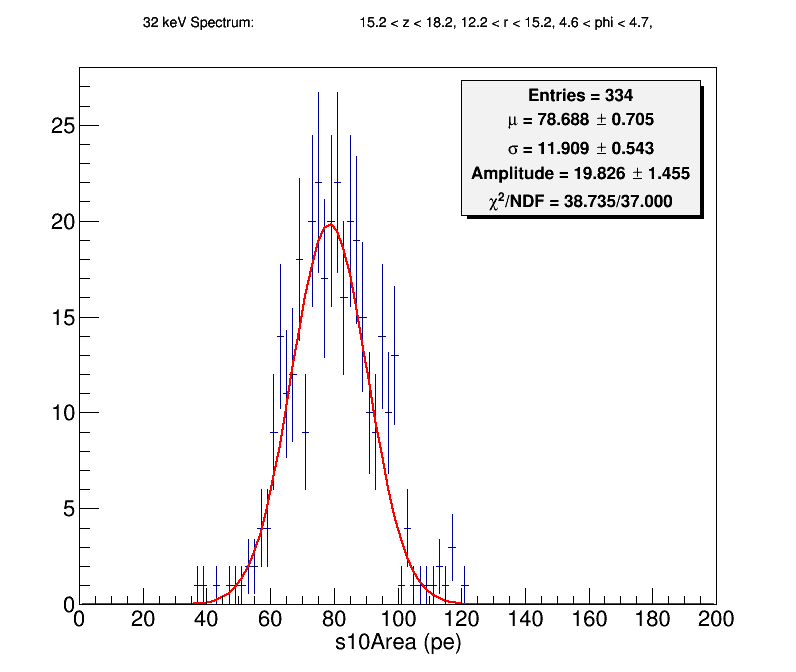 32 keV Spectrum: 15.2 < z < 18.2, 12.2 < r < 15.2, 4.6 < phi < 4.7,
Entries = 334
μ = 78.688 ± 0.705
σ = 11.909 ± 0.543
Amplitude = 19.826 ± 1.455
χ²/NDF = 38.735/37.000
25
20
15
10
5
0
0 20 40 60 80 100 120 140 160 180 200
s10Area (pe)